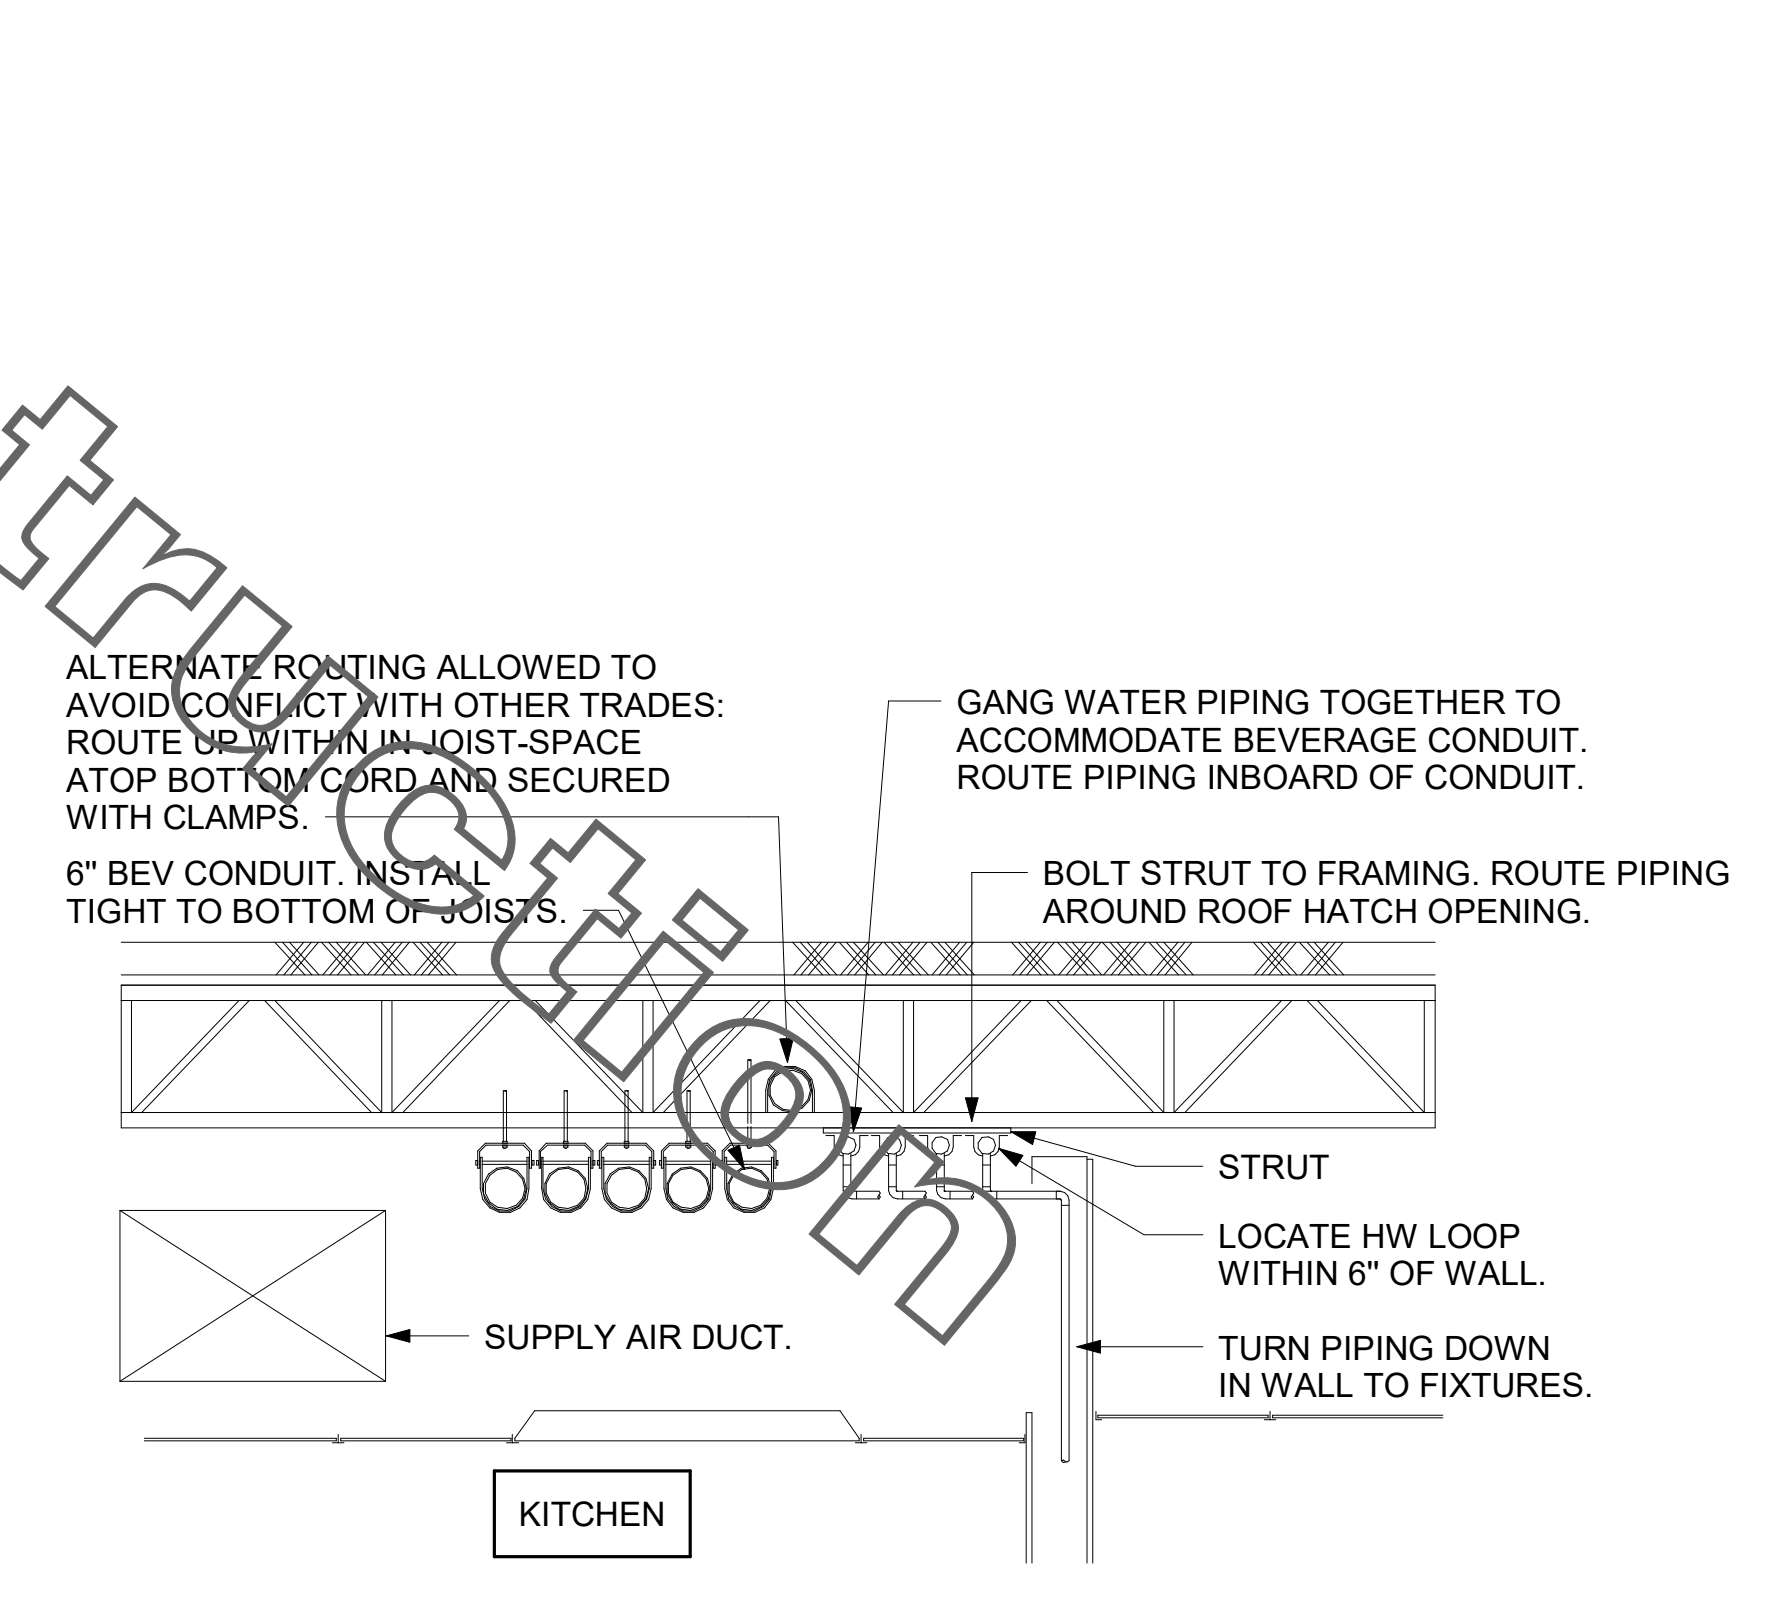 ALTERNATE ROUTING ALLOWED TO
AVOID CONFLICT WITH OTHER TRADES:
ROUTE UP WITHIN IN JOIST-SPACE
ATOP BOTTOM CORD AND SECURED
WITH CLAMPS.
6" BEV CONDUIT. INSTALL
TIGHT TO BOTTOM OF JOISTS.
GANG WATER PIPING TOGETHER TO
ACCOMMODATE BEVERAGE CONDUIT.
ROUTE PIPING INBOARD OF CONDUIT.
BOLT STRUT TO FRAMING. ROUTE PIPING
AROUND ROOF HATCH OPENING.
STRUT
LOCATE HW LOOP
WITHIN 6" OF WALL.
TURN PIPING DOWN
IN WALL TO FIXTURES.
SUPPLY AIR DUCT.
KITCHEN
truction